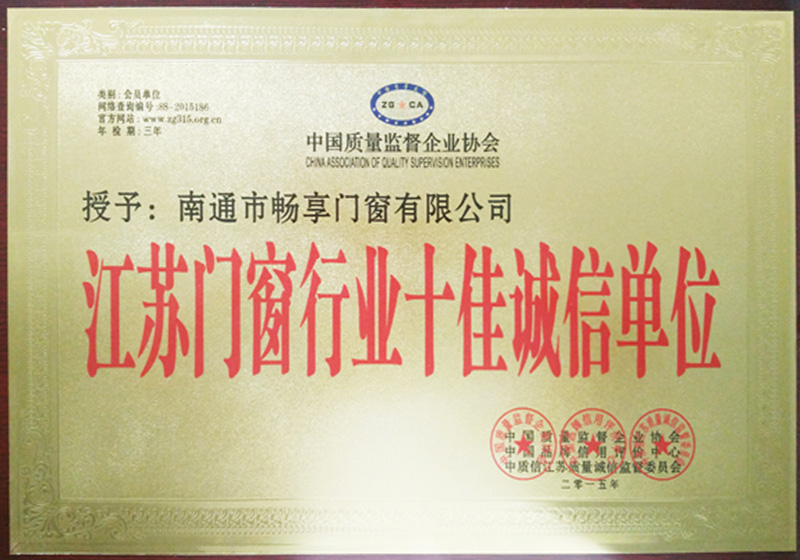 类别:会员单位
网络查询编号:88-2015186
官方网站:www.zg315.org.cn
年检期:三年
ZG★CA
中国质量监督企业协会
CHINA ASSOCIATION OF QUALITY SUPERVISION ENTERPRISES
授予：南通市畅享门窗有限公司
江苏门窗行业十佳诚信单位
中国质量监督企业协会
中国品牌信用评价中心
中质信江苏质量诚信监督委员会
二零一五年